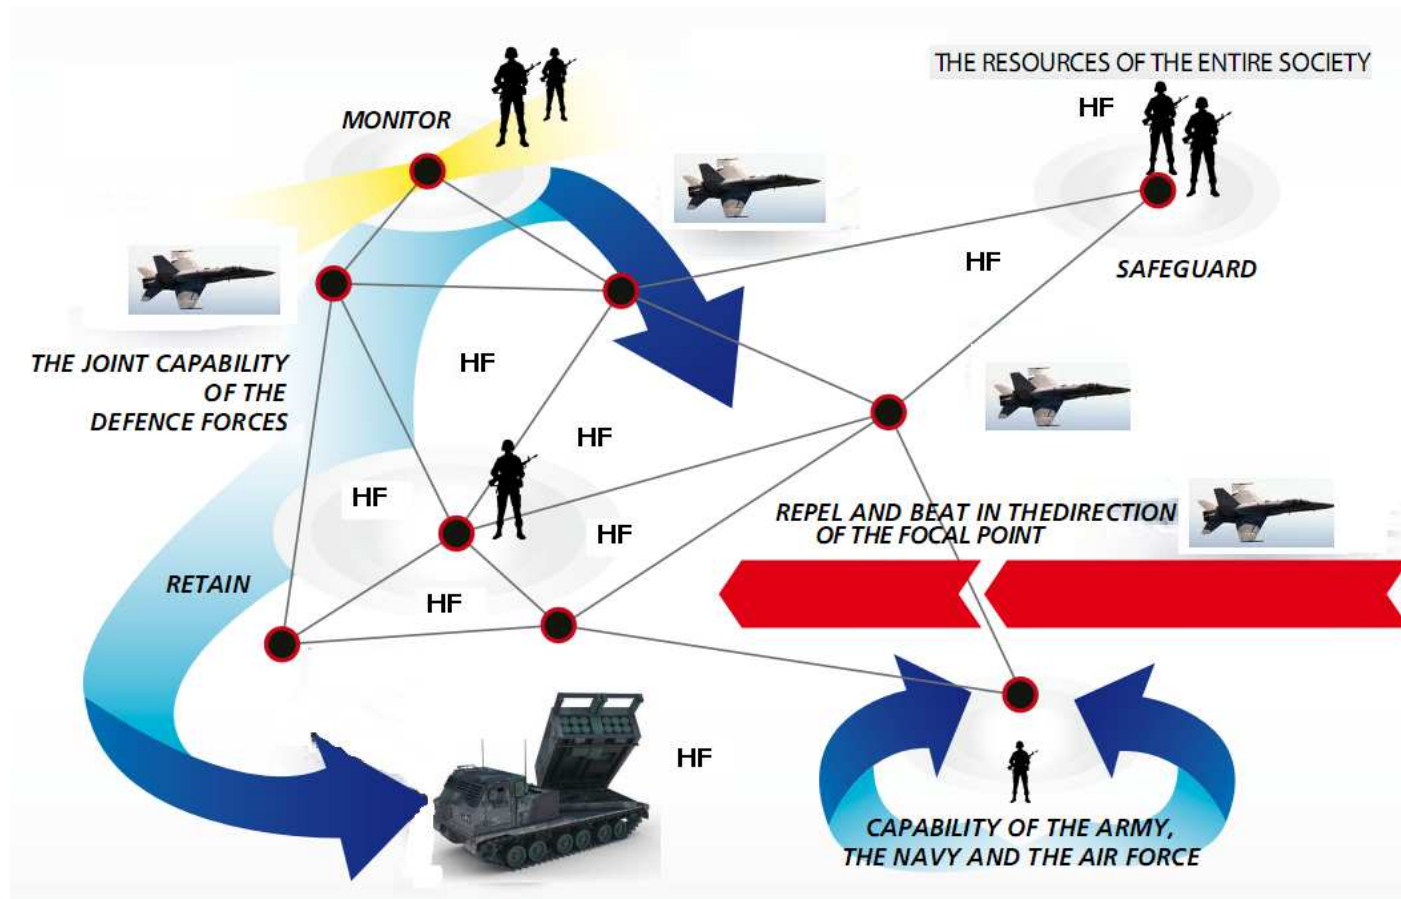 THE RESOURCES OF THE ENTIRE SOCIETY
HF
MONITOR
HF
SAFEGUARD
THE JOINT CAPABILITY
OF THE
DEFENCE FORCES
HF
HF
HF
REPEL AND BEAT IN THEDIRECTION
OF THE FOCAL POINT
HF
RETAIN
HF
HF
CAPABILITY OF THE ARMY,
THE NAVY AND THE AIR FORCE